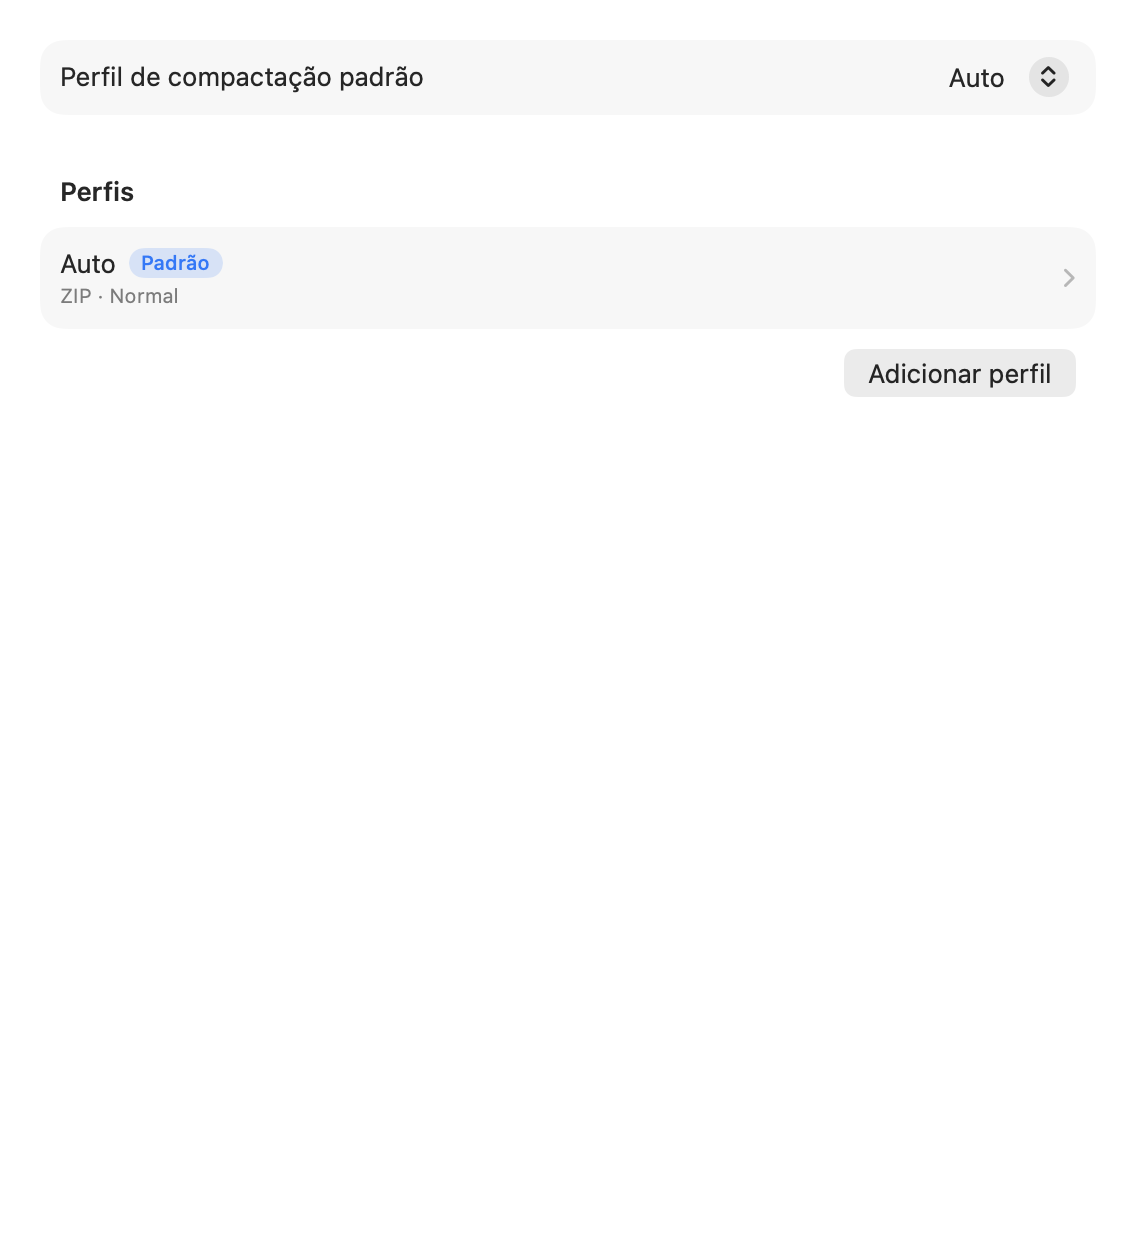 Perfil de compactação padrão
Auto
Perfis
Auto Padrão
ZIP · Normal
Adicionar perfil